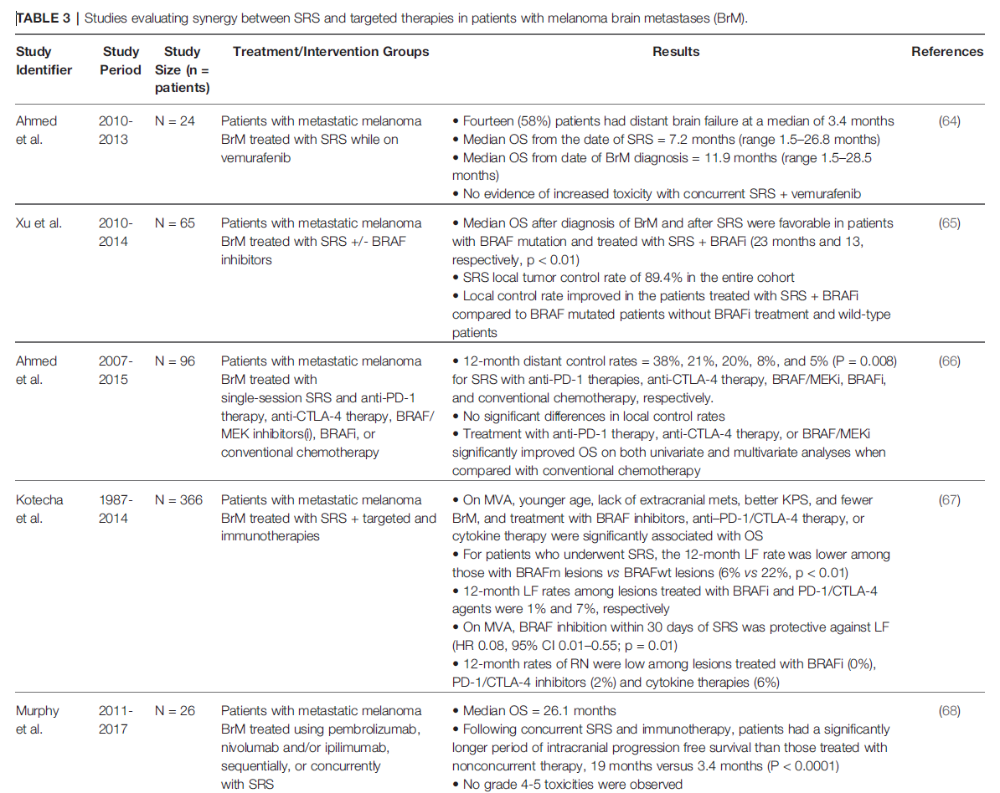 TABLE 3 | Studies evaluating synergy between SRS and targeted therapies in patients with melanoma brain metastases (BrM).
Study Identifier
Study Period
Study Size (n = patients)
Treatment/Intervention Groups
Results
References
Ahmed
et al.
2010-
2013
N = 24
Patients with metastatic melanoma
BrM treated with SRS while on
vemurafenib
• Fourteen (58%) patients had distant brain failure at a median of 3.4 months
• Median OS from the date of SRS = 7.2 months (range 1.5–26.8 months)
• Median OS from date of BrM diagnosis = 11.9 months (range 1.5–28.5
months)
• No evidence of increased toxicity with concurrent SRS + vemurafenib
(64)
Xu et al.
2010-
2014
N = 65
Patients with metastatic melanoma
BrM treated with SRS +/- BRAF
inhibitors
• Median OS after diagnosis of BrM and after SRS were favorable in patients
with BRAF mutation and treated with SRS + BRAFi (23 months and 13,
respectively, p < 0.01)
• SRS local tumor control rate of 89.4% in the entire cohort
• Local control rate improved in the patients treated with SRS + BRAFi
compared to BRAF mutated patients without BRAFi treatment and wild-type
patients
(65)
Ahmed
et al.
2007-
2015
N = 96
Patients with metastatic melanoma
BrM treated with
single-session SRS and anti-PD-1
therapy, anti-CTLA-4 therapy, BRAF/
MEK inhibitors(i), BRAFi, or
conventional chemotherapy
• 12-month distant control rates = 38%, 21%, 20%, 8%, and 5% (P = 0.008)
for SRS with anti-PD-1 therapies, anti-CTLA-4 therapy, BRAF/MEKi, BRAFi,
and conventional chemotherapy, respectively.
• No significant differences in local control rates
• Treatment with anti-PD-1 therapy, anti-CTLA-4 therapy, or BRAF/MEKi
significantly improved OS on both univariate and multivariate analyses when
compared with conventional chemotherapy
(66)
Kotecha
et al.
1987-
2014
N = 366
Patients with metastatic melanoma
BrM treated with SRS + targeted and
immunotherapies
• On MVA, younger age, lack of extracranial mets, better KPS, and fewer
BrM, and treatment with BRAF inhibitors, anti–PD-1/CTLA-4 therapy, or
cytokine therapy were significantly associated with OS
• For patients who underwent SRS, the 12-month LF rate was lower among
those with BRAFm lesions vs BRAFwt lesions (6% vs 22%, p < 0.01)
• 12-month LF rates among lesions treated with BRAFi and PD-1/CTLA-4
agents were 1% and 7%, respectively
• On MVA, BRAF inhibition within 30 days of SRS was protective against LF
(HR 0.08, 95% CI 0.01–0.55; p = 0.01)
• 12-month rates of RN were low among lesions treated with BRAFi (0%),
PD-1/CTLA-4 inhibitors (2%) and cytokine therapies (6%)
(67)
Murphy
et al.
2011-
2017
N = 26
Patients with metastatic melanoma
BrM treated using pembrolizumab,
nivolumab and/or ipilimumab,
sequentially, or concurrently
with SRS
• Median OS = 26.1 months
• Following concurrent SRS and immunotherapy, patients had a significantly
longer period of intracranial progression free survival than those treated with
nonconcurrent therapy, 19 months versus 3.4 months (P < 0.0001)
• No grade 4-5 toxicities were observed
(68)